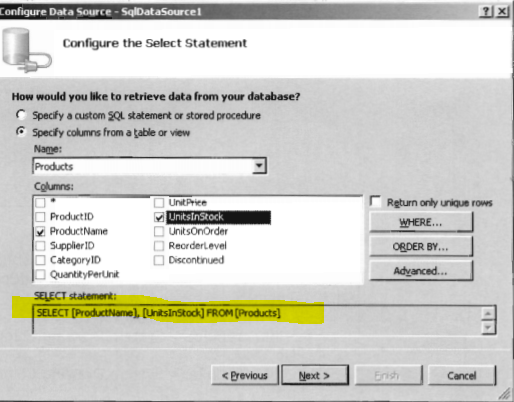 Configure Data Source - SqlDataSource1
Configure the Select Statement
How would you like to retrieve data from your database?
Specify a custom SQL statement or stored procedure
Specify columns from a table or view
Name:
Products
Columns:
*
ProductID
ProductName
SupplierID
CategoryID
QuantityPerUnit
UnitPrice
UnitsInStock
UnitsOnOrder
ReorderLevel
Discontinued
Return only unique rows
WHERE...
ORDER BY...
Advanced...
SELECT statement:
SELECT [ProductName], [UnitsInStock] FROM [Products]
< Previous
Next >
Finish
Cancel